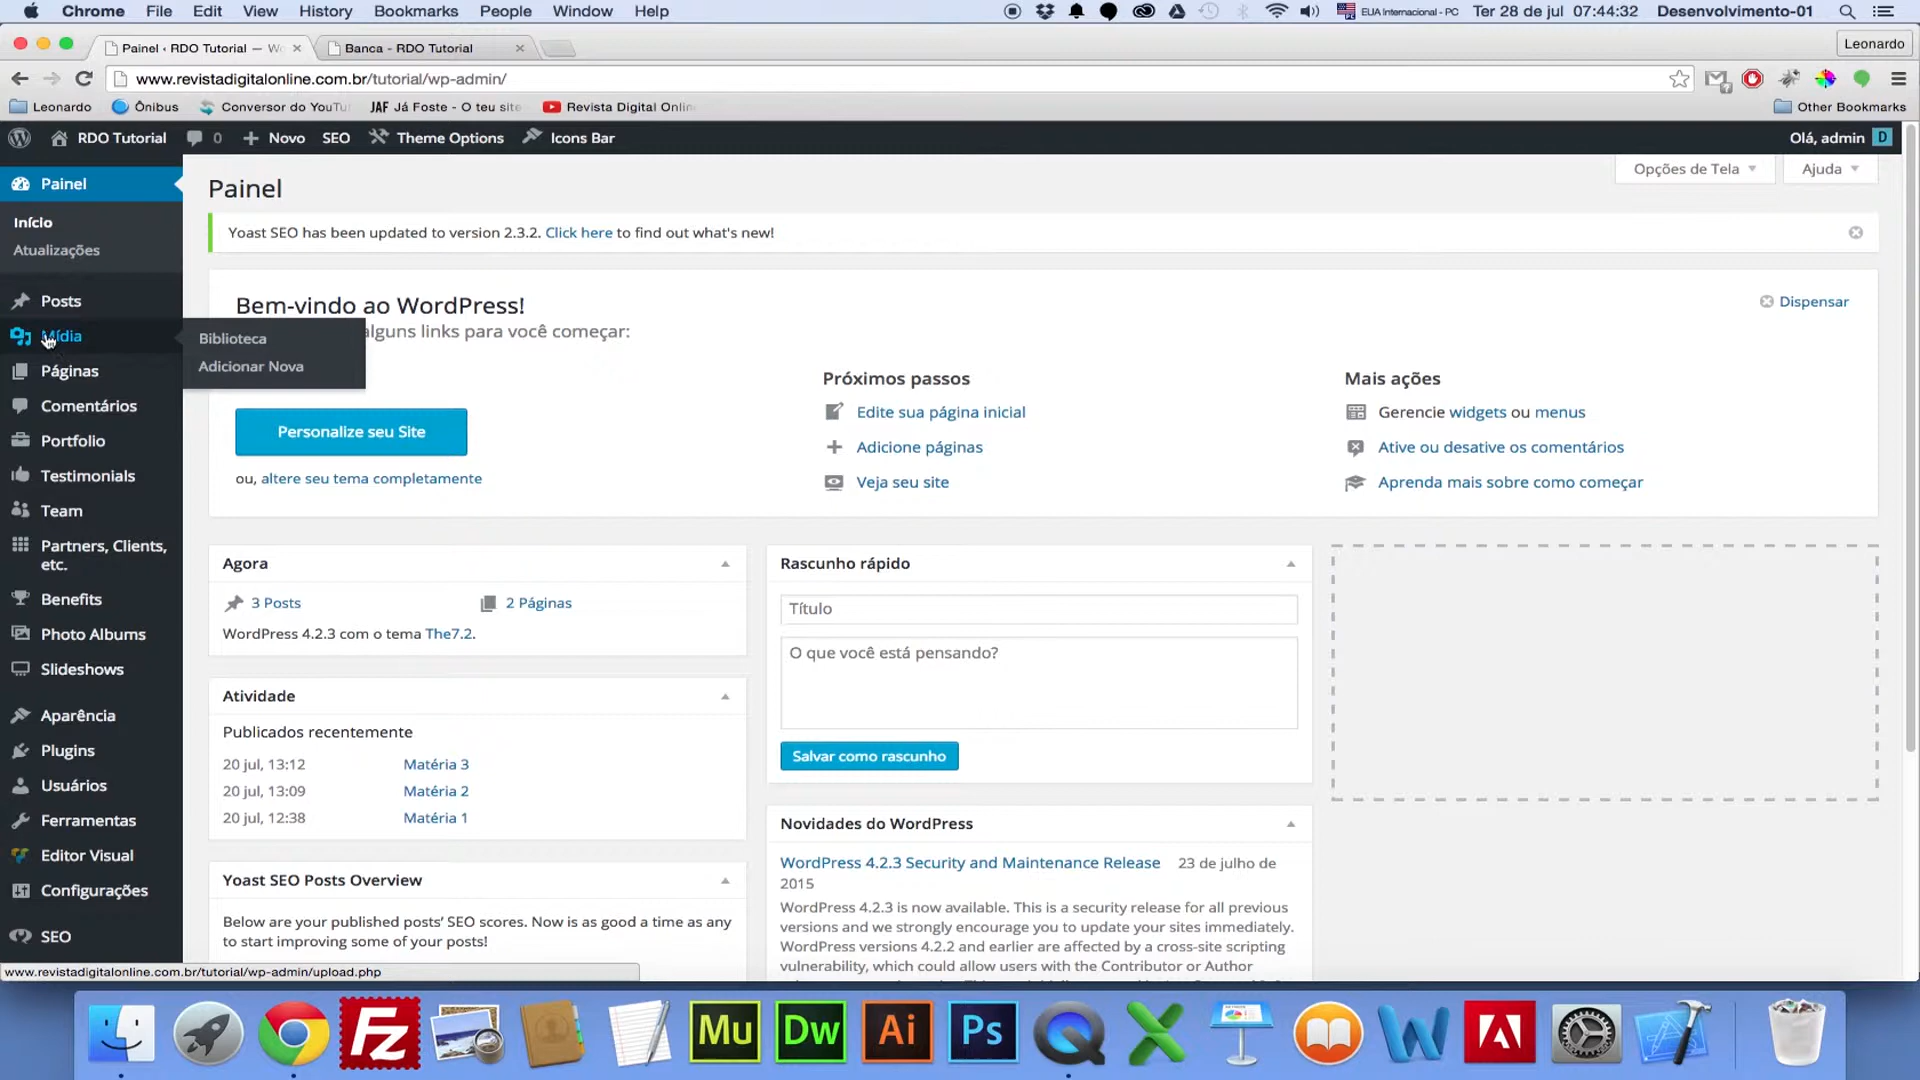 Chrome File Edit View History Bookmarks People Window Help
EUA Internacional - PC Ter 28 de jul 07:44:32 Desenvolvimento-01
Painel ‹ RDO Tutorial —
Banca - RDO Tutorial
Leonardo
www.revistadigitalonline.com.br/tutorial/wp-admin/
Leonardo Ônibus Conversor do YouTu JAF Já Foste - O teu site Revista Digital Onlin Other Bookmarks
RDO Tutorial 0 Novo SEO Theme Options Icons Bar Olá, admin
Painel
Início
Atualizações
Posts
Mídia
Biblioteca
Adicionar Nova
Páginas
Comentários
Portfolio
Testimonials
Team
Partners, Clients,
etc.
Benefits
Photo Albums
Slideshows
Aparência
Plugins
Usuários
Ferramentas
Editor Visual
Configurações
SEO
www.revistadigitalonline.com.br/tutorial/wp-admin/upload.php
Painel
Opções de Tela Ajuda
Yoast SEO has been updated to version 2.3.2. Click here to find out what's new!
Bem-vindo ao WordPress!
Dispensar
alguns links para você começar:
Personalize seu Site
ou, altere seu tema completamente
Próximos passos
Edite sua página inicial
Adicione páginas
Veja seu site
Mais ações
Gerencie widgets ou menus
Ative ou desative os comentários
Aprenda mais sobre como começar
Agora
3 Posts 2 Páginas
WordPress 4.2.3 com o tema The7.2.
Atividade
Publicados recentemente
20 jul, 13:12 Matéria 3
20 jul, 13:09 Matéria 2
20 jul, 12:38 Matéria 1
Yoast SEO Posts Overview
Below are your published posts’ SEO scores. Now is as good a time as any
to start improving some of your posts!
Rascunho rápido
Título
O que você está pensando?
Salvar como rascunho
Novidades do WordPress
WordPress 4.2.3 Security and Maintenance Release 23 de julho de
2015
WordPress 4.2.3 is now available. This is a security release for all previous
versions and we strongly encourage you to update your sites immediately.
WordPress versions 4.2.2 and earlier are affected by a cross-site scripting
vulnerability, which could allow users with the Contributor or Author
Fz Mu Dw Ai Ps